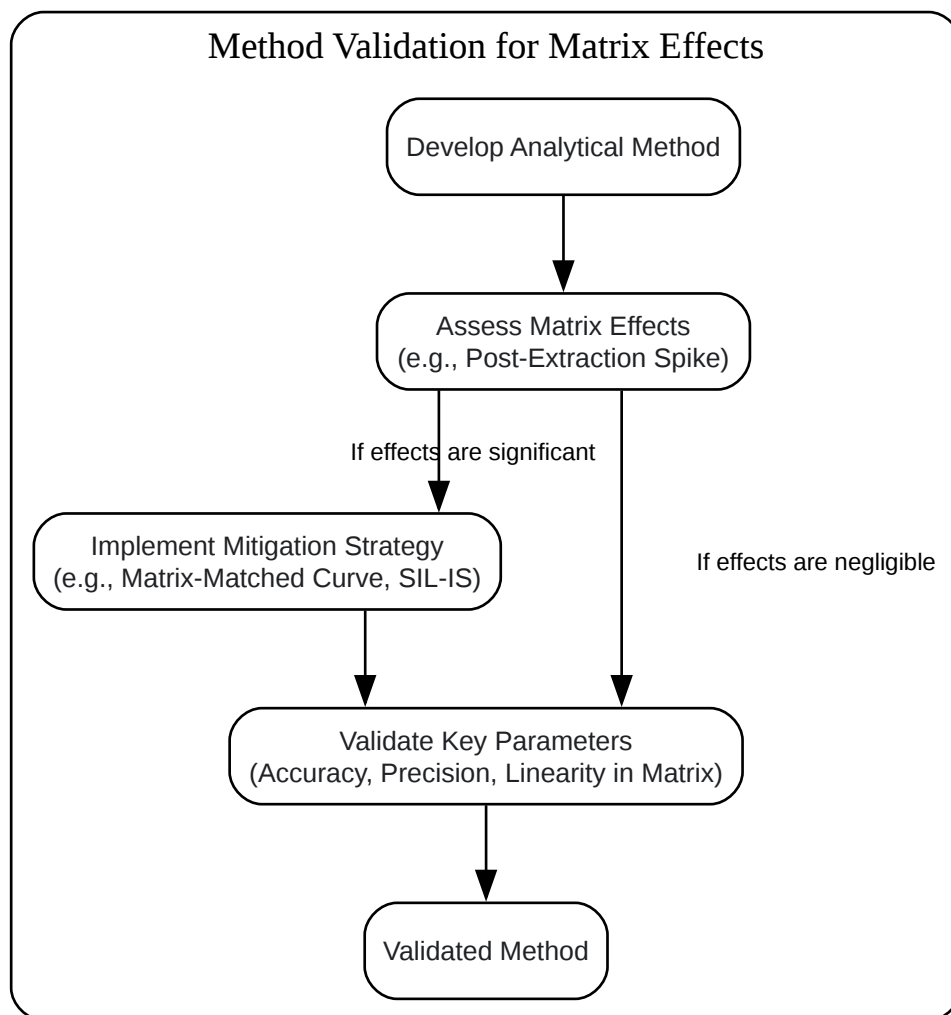 Method Validation for Matrix Effects
Develop Analytical Method
Assess Matrix Effects
(e.g., Post-Extraction Spike)
If effects are significant
Implement Mitigation Strategy
(e.g., Matrix-Matched Curve, SIL-IS)
If effects are negligible
Validate Key Parameters
(Accuracy, Precision, Linearity in Matrix)
Validated Method